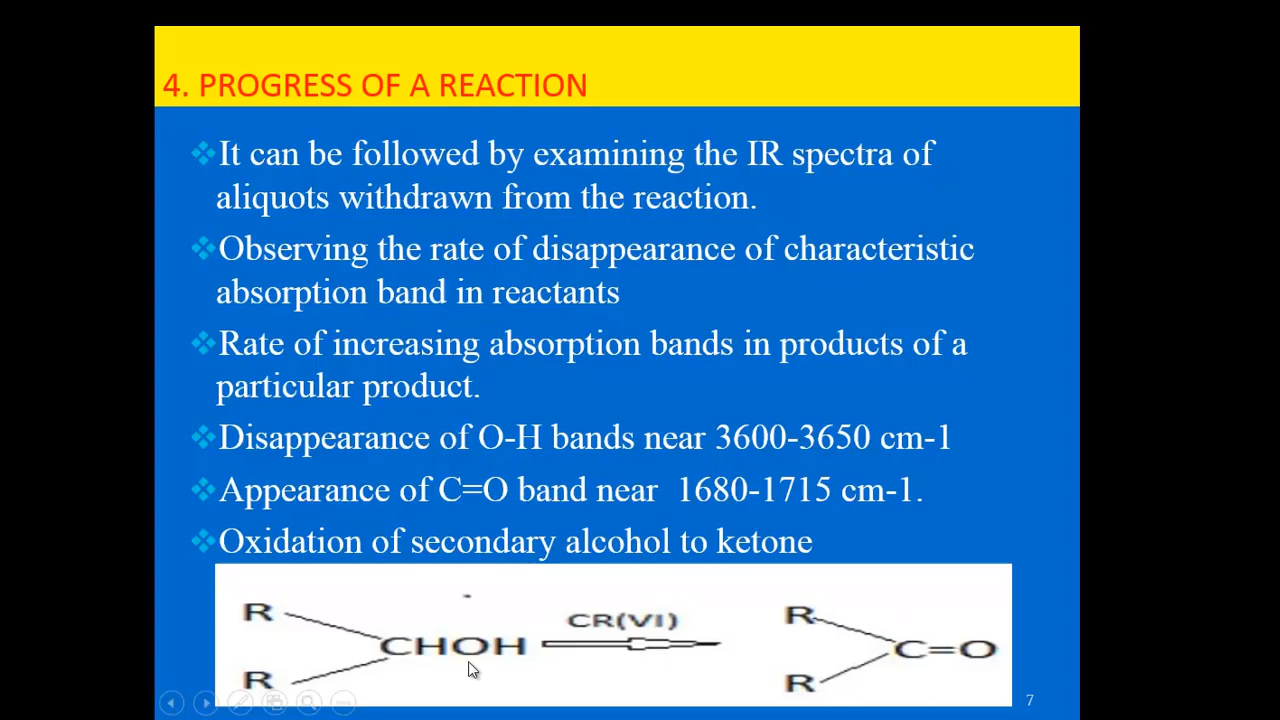 4. PROGRESS OF A REACTION
It can be followed by examining the IR spectra of
aliquots withdrawn from the reaction.
Observing the rate of disappearance of characteristic
absorption band in reactants
Rate of increasing absorption bands in products of a
particular product.
Disappearance of O-H bands near 3600-3650 cm-1
Appearance of C=O band near 1680-1715 cm-1.
Oxidation of secondary alcohol to ketone
R R
CR(VI)
CHOH C=O
R R
7